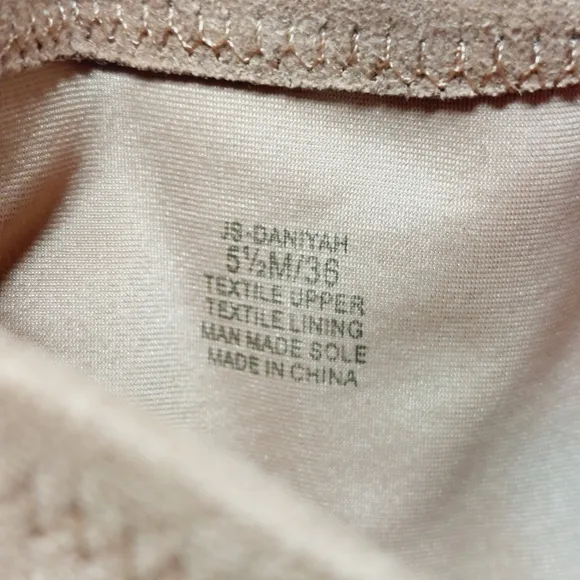 JS-DANIYAH
5½M/36
TEXTILE UPPER
TEXTILE LINING
MAN MADE SOLE
MADE IN CHINA